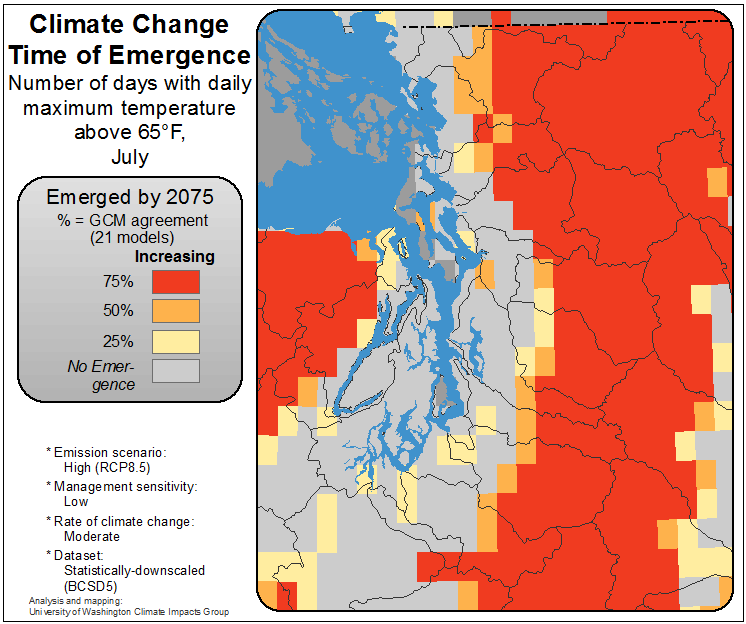 Climate Change
Time of Emergence
Number of days with daily
maximum temperature
above 65°F,
July
Emerged by 2075
% = GCM agreement
(21 models)
Increasing
75%
50%
25%
No Emer-
gence
* Emission scenario:
High (RCP8.5)
* Management sensitivity:
Low
* Rate of climate change:
Moderate
* Dataset:
Statistically-downscaled
(BCSD5)
Analysis and mapping:
University of Washington Climate Impacts Group